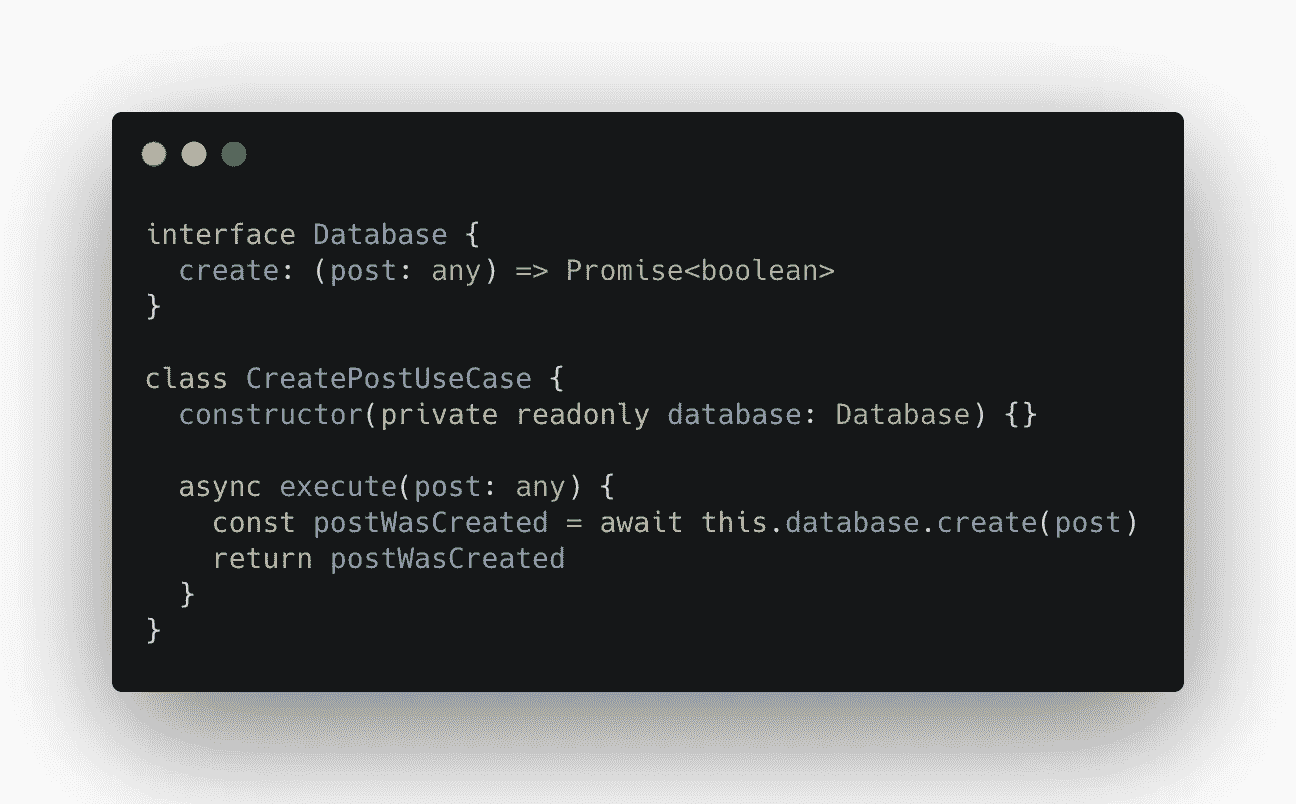 interface Database {
  create: (post: any) => Promise<boolean>
}
class CreatePostUseCase {
  constructor(private readonly database: Database) {}
  async execute(post: any) {
    const postWasCreated = await this.database.create(post)
    return postWasCreated
  }
}